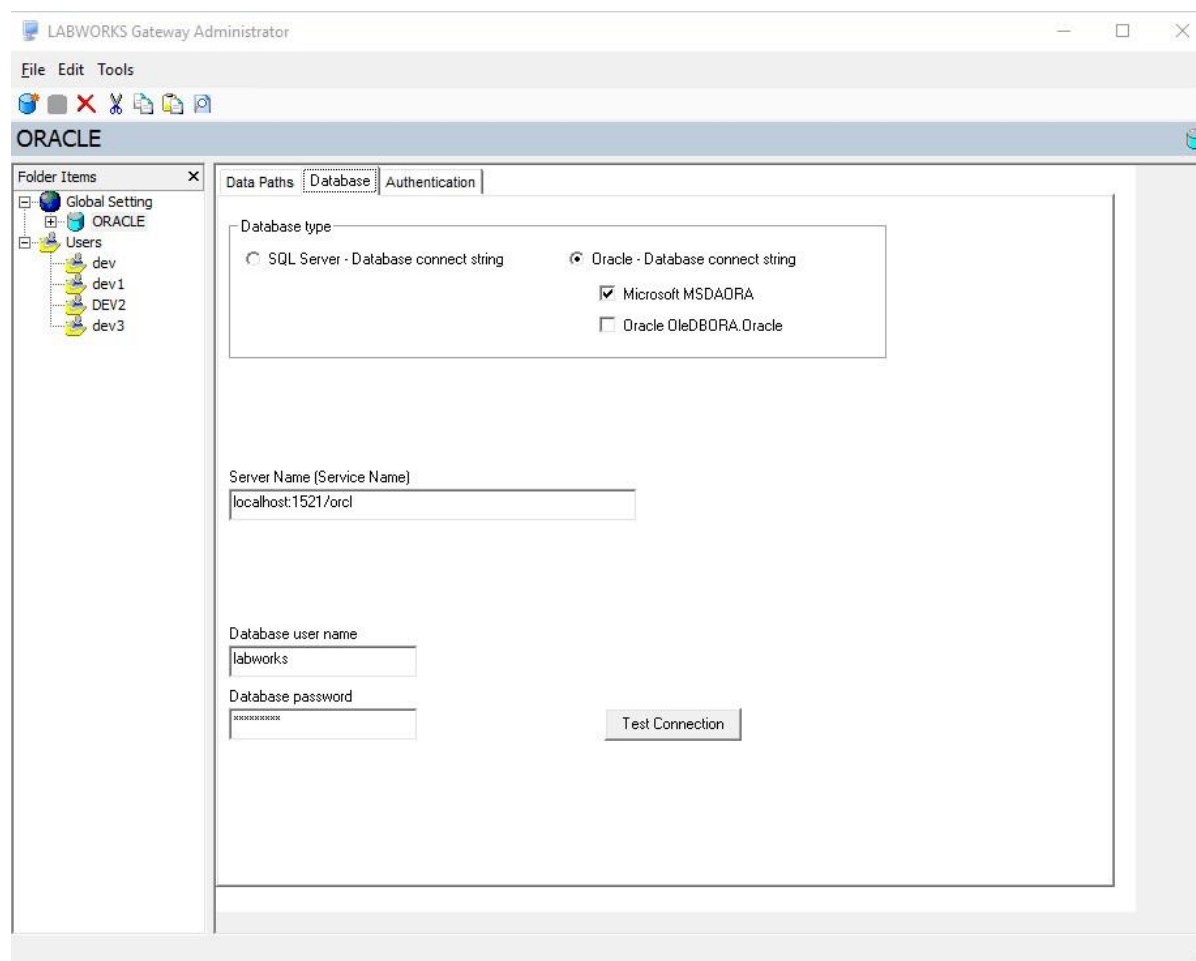 LABWORKS Gateway Administrator
File Edit Tools
ORACLE
Folder Items
Global Setting
ORACLE
Users
dev
dev1
DEV2
dev3
Data Paths Database Authentication
Database type
SQL Server - Database connect string
Oracle - Database connect string
Microsoft MSDAORA
Oracle OleDBORA.Oracle
Server Name (Service Name)
localhost:1521/orcl
Database user name
labworks
Database password
×××××××××
Test Connection